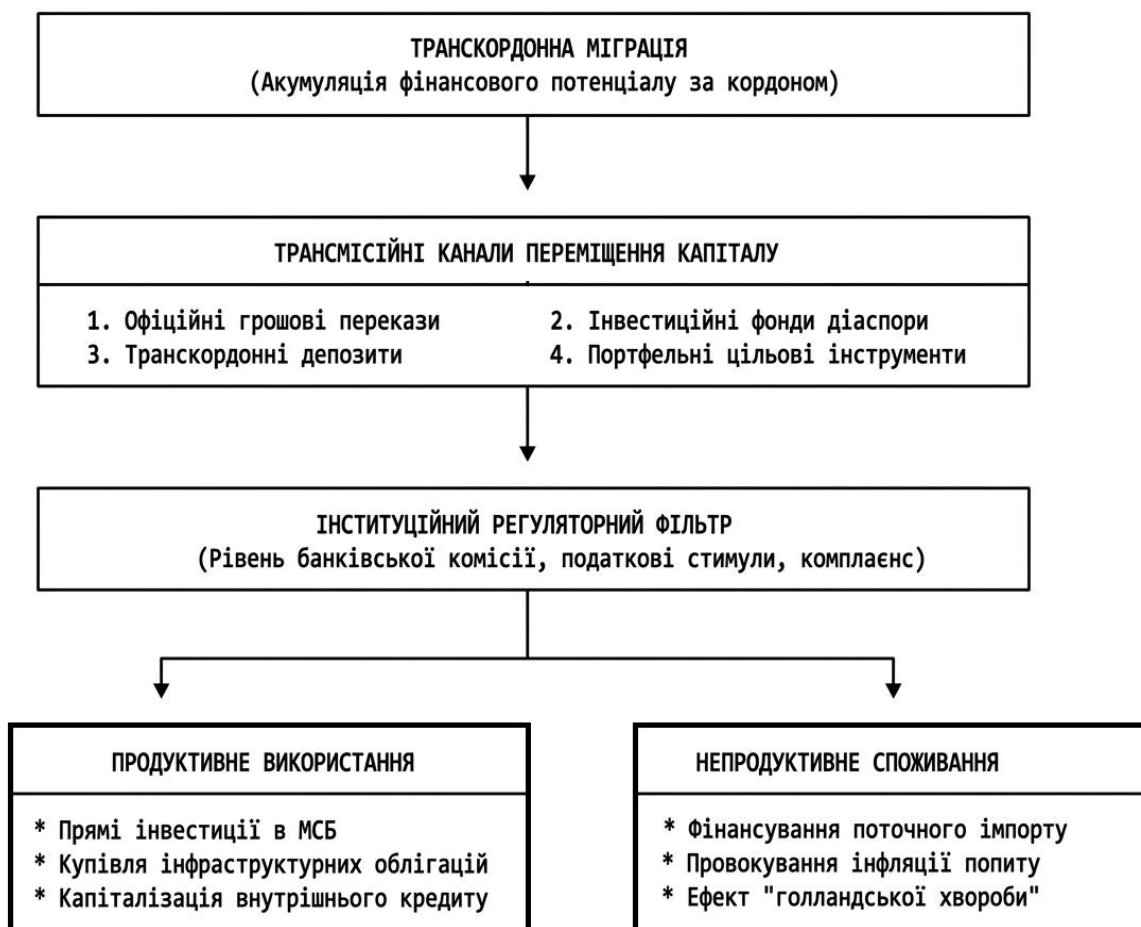 ТРАНСКОРДОННА МІГРАЦІЯ
(Акумуляція фінансового потенціалу за кордоном)
ТРАНСМІСІЙНІ КАНАЛИ ПЕРЕМІЩЕННЯ КАПІТАЛУ
1. Офіційні грошові перекази
2. Інвестиційні фонди діаспори
3. Транскордонні депозити
4. Портфельні цільові інструменти
ІНСТИТУЦІЙНИЙ РЕГУЛЯТОРНИЙ ФІЛЬТР
(Рівень банківської комісії, податкові стимули, комплаєнс)
ПРОДУКТИВНЕ ВИКОРИСТАННЯ
* Прямі інвестиції в МСБ
* Купівля інфраструктурних облігацій
* Капіталізація внутрішнього кредиту
НЕПРОДУКТИВНЕ СПОЖИВАННЯ
* Фінансування поточного імпорту
* Провокування інфляції попиту
* Ефект "голландської хвороби"